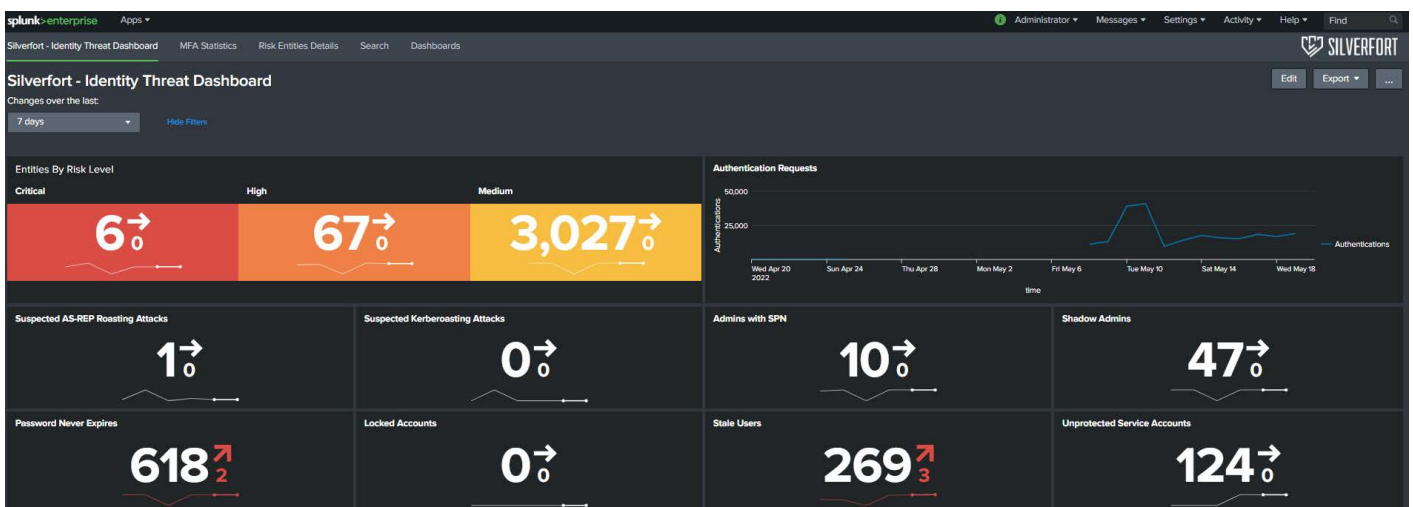 splunk>enterprise Apps
i Administrator Messages Settings Activity Help Find
Silverfort - Identity Threat Dashboard MFA Statistics Risk Entities Details Search Dashboards
SILVERFORT
Silverfort - Identity Threat Dashboard
Edit Export ...
Changes over the last:
7 days Hide Filters
Entities By Risk Level
Critical High Medium
6 0 67 0 3,027 0
Authentication Requests
50,000
25,000
Authentications
Wed Apr 20 Sun Apr 24 Thu Apr 28 Mon May 2 Fri May 6 Tue May 10 Sat May 14 Wed May 18
2022
time
Authentications
Suspected AS-REP Roasting Attacks Suspected Kerberoasting Attacks Admins with SPN Shadow Admins
1 0 0 0 10 0 47 0
Password Never Expires Locked Accounts Stale Users Unprotected Service Accounts
618 2 0 0 269 3 124 0